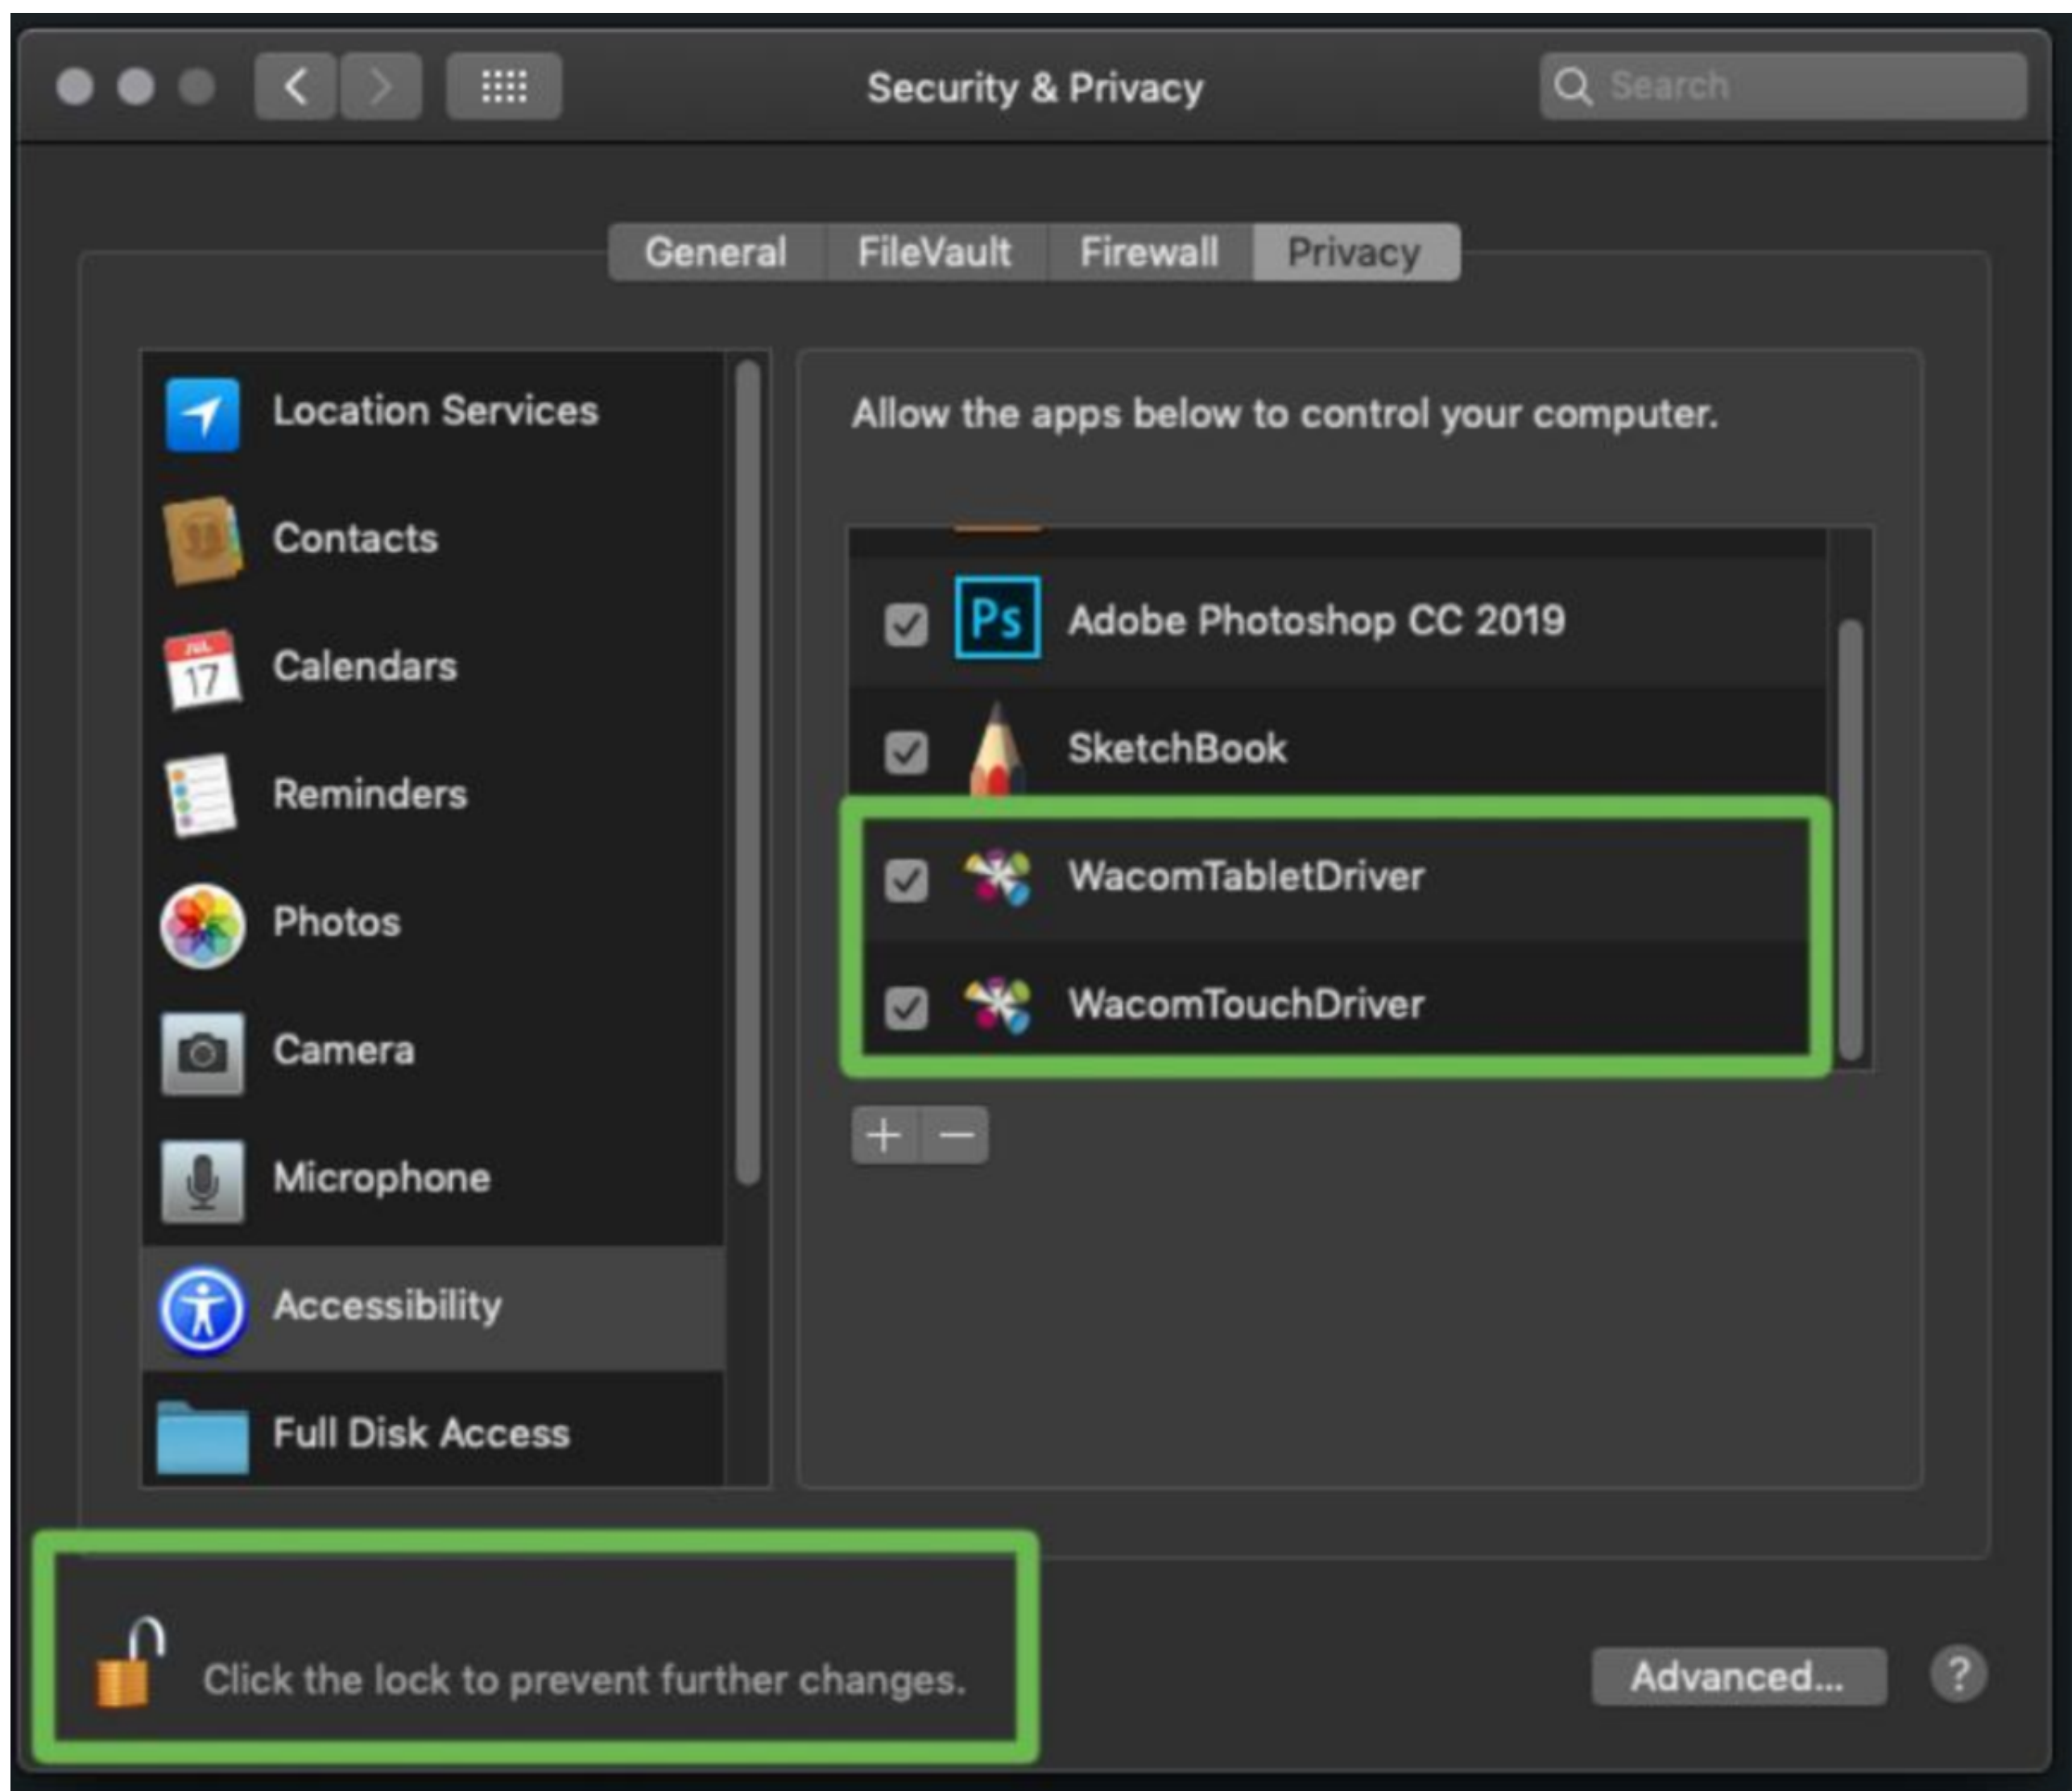 Security & Privacy
Search
General
FileVault
Firewall
Privacy
Location Services
Contacts
JUL
17
Calendars
Reminders
Photos
Camera
Microphone
Accessibility
Full Disk Access
Allow the apps below to control your computer.
Ps
Adobe Photoshop CC 2019
SketchBook
WacomTabletDriver
WacomTouchDriver
Click the lock to prevent further changes.
Advanced...
?